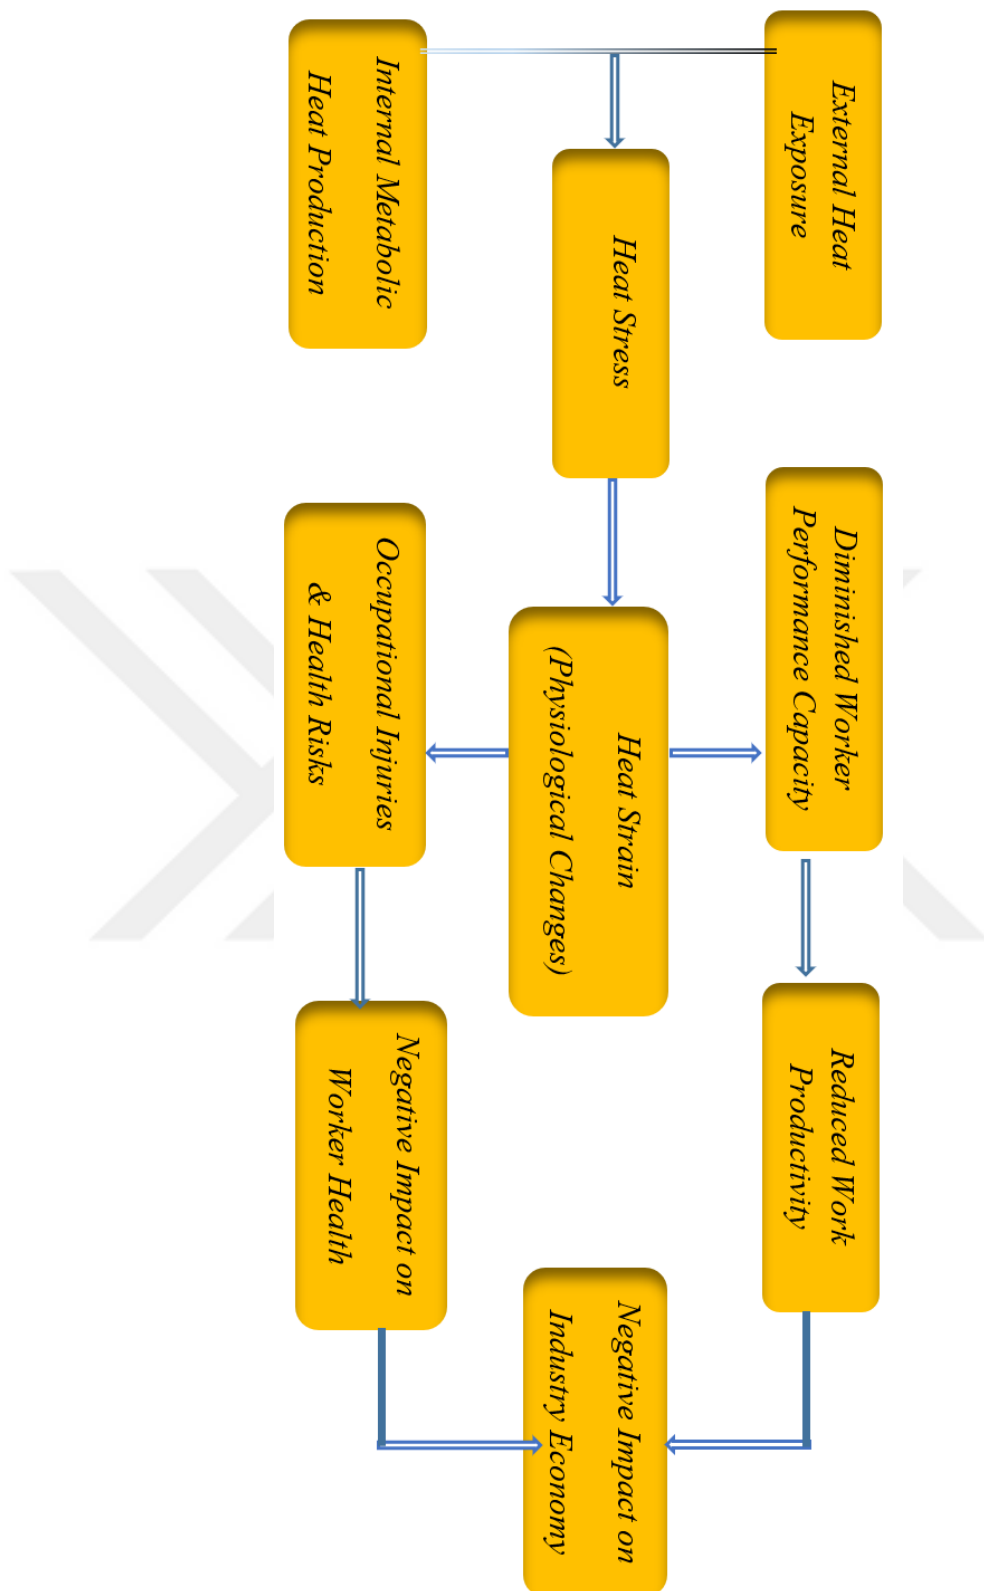 External Heat
Exposure
Internal Metabolic
Heat Production
Heat Stress
Diminished Worker
Performance Capacity
Heat Strain
(Physiological Changes)
Occupational Injuries
& Health Risks
Reduced Work
Productivity
Negative Impact on
Worker Health
Negative Impact on
Industry Economy